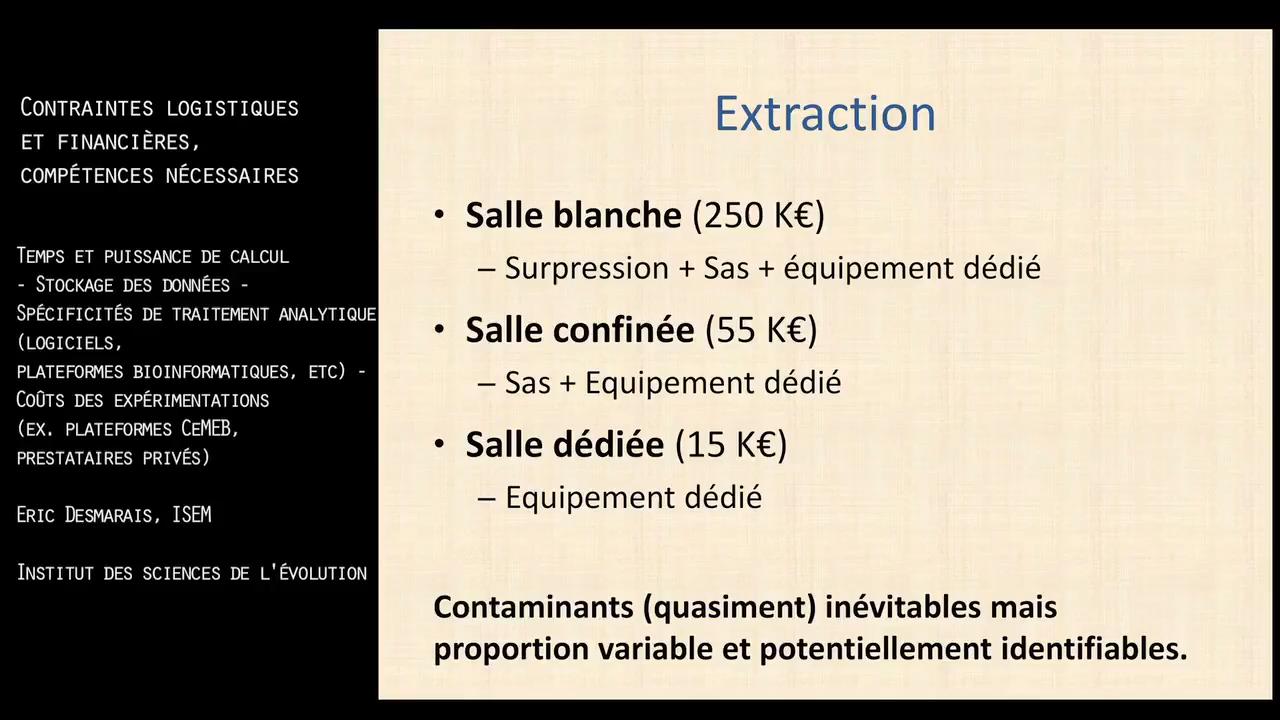 Contraintes logistiques
et financières,
compétences nécessaires
Temps et puissance de calcul
- Stockage des données -
Spécificités de traitement analytique
(logiciels,
plateformes bioinformatiques, etc) -
Coûts des expérimentations
(ex. plateformes CeMEB,
prestataires privés)
Eric Desmarais, ISEM
Institut des sciences de l'évolution
Extraction
• Salle blanche (250 K€)
– Surpression + Sas + équipement dédié
• Salle confinée (55 K€)
– Sas + Equipement dédié
• Salle dédiée (15 K€)
– Equipement dédié
Contaminants (quasiment) inévitables mais
proportion variable et potentiellement identifiables.